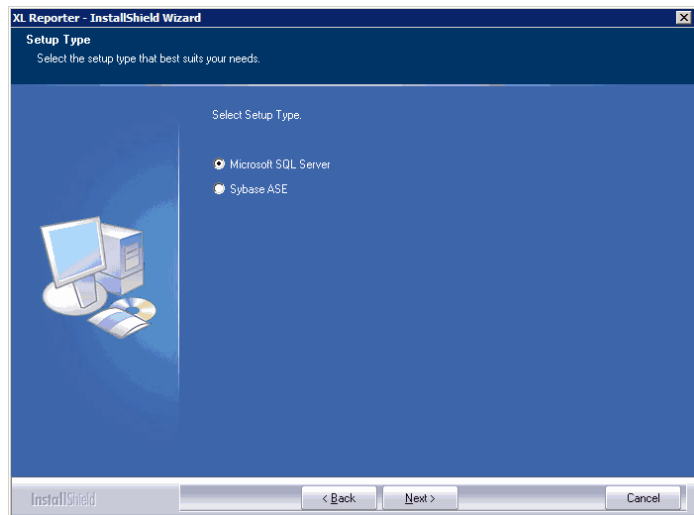 XL Reporter - InstallShield Wizard
Setup Type
Select the setup type that best suits your needs.
Select Setup Type.
Microsoft SQL Server
Sybase ASE
InstallShield
< Back
Next >
Cancel